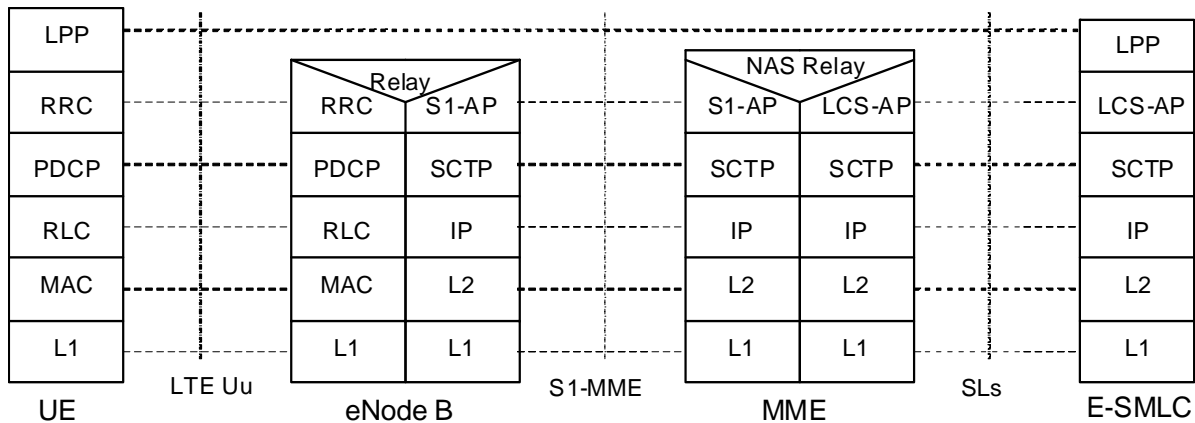 LPP LPP
Relay NAS Relay
RRC RRC S1-AP S1-AP LCS-AP LCS-AP
PDCP PDCP SCTP SCTP SCTP SCTP
RLC RLC IP IP IP IP
MAC MAC L2 L2 L2 L2
L1 L1 L1 L1 L1 L1
LTE Uu S1-MME SLs
UE eNode B MME E-SMLC